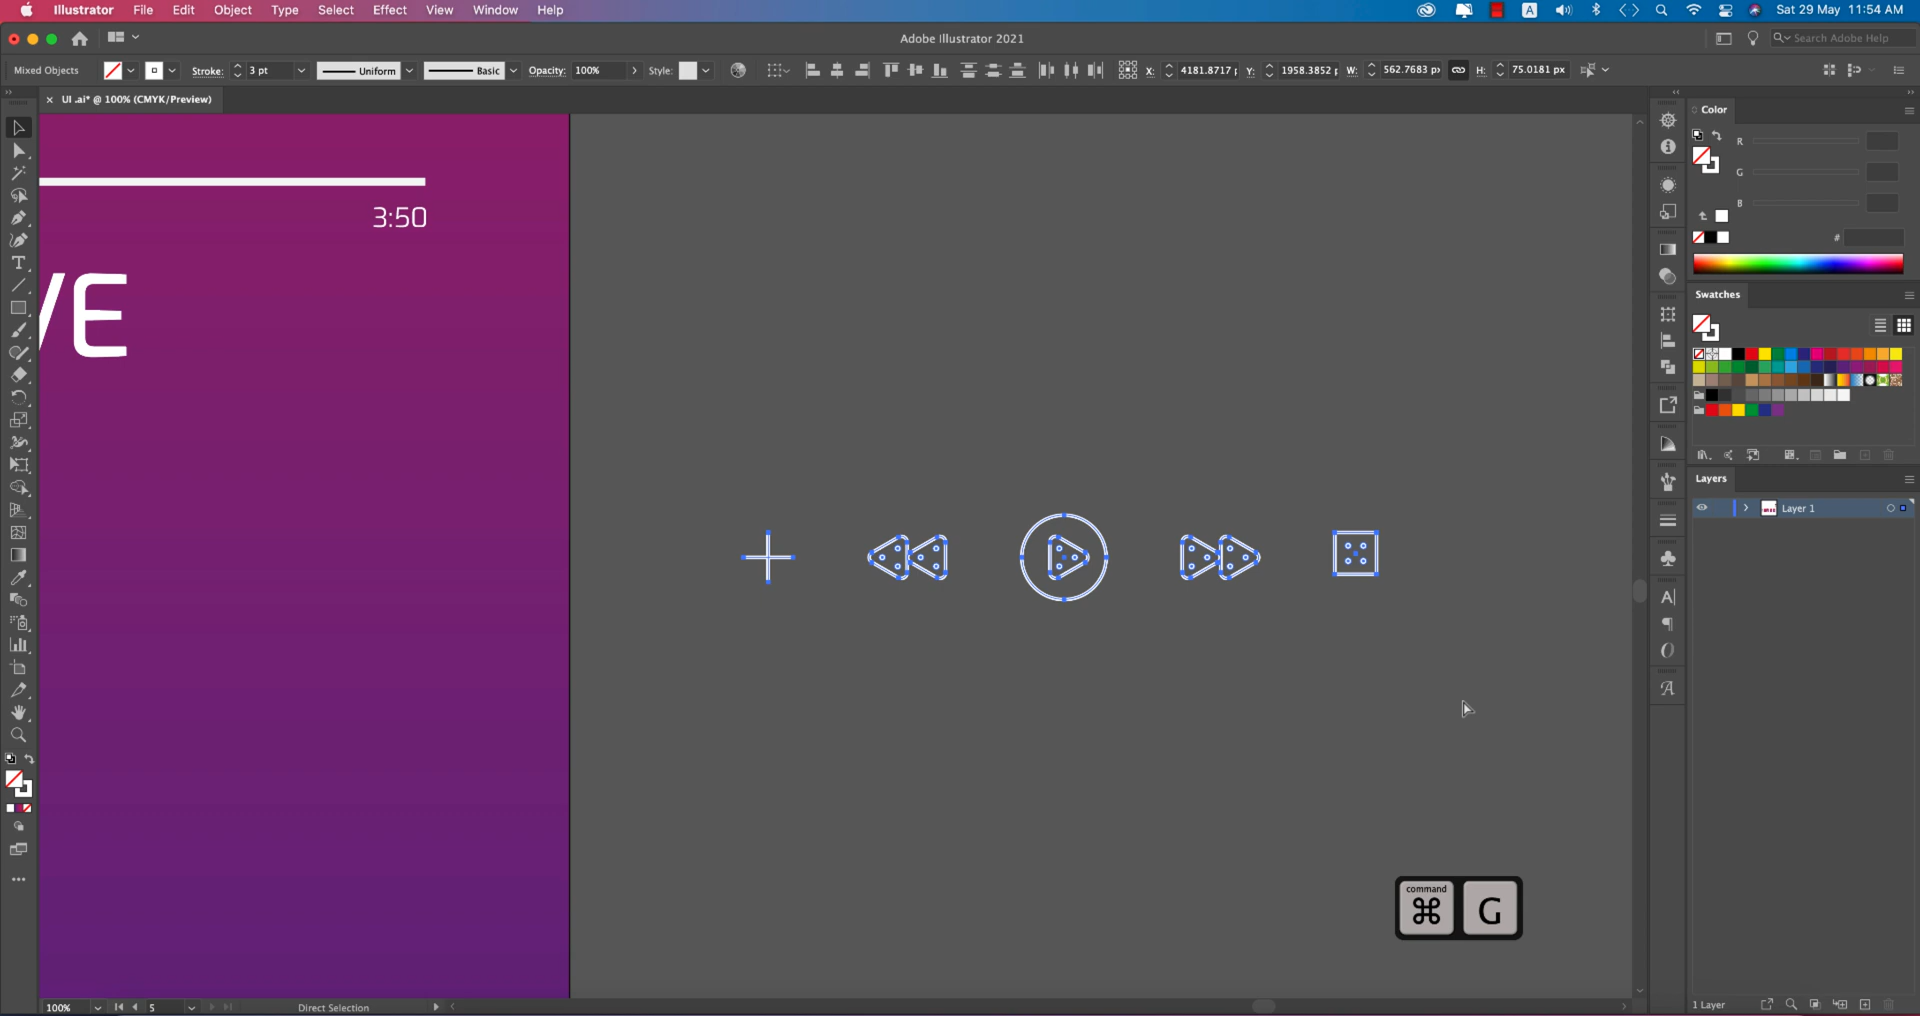 Illustrator File Edit Object Type Select Effect View Window Help
A
Sat 29 May 11:54 AM
Adobe Illustrator 2021
Search Adobe Help
Mixed Objects
Stroke: 3 pt
Uniform
Basic
Opacity: 100%
Style:
X: 4181.8717 p
Y: 1958.3852 p
W: 562.7683 px
H: 75.0181 px
UI .ai* @ 100% (CMYK/Preview)
Color
R
G
B
#
3:50
VE
Swatches
Layers
Layer 1
command
⌘ G
100%
5
Direct Selection
1 Layer